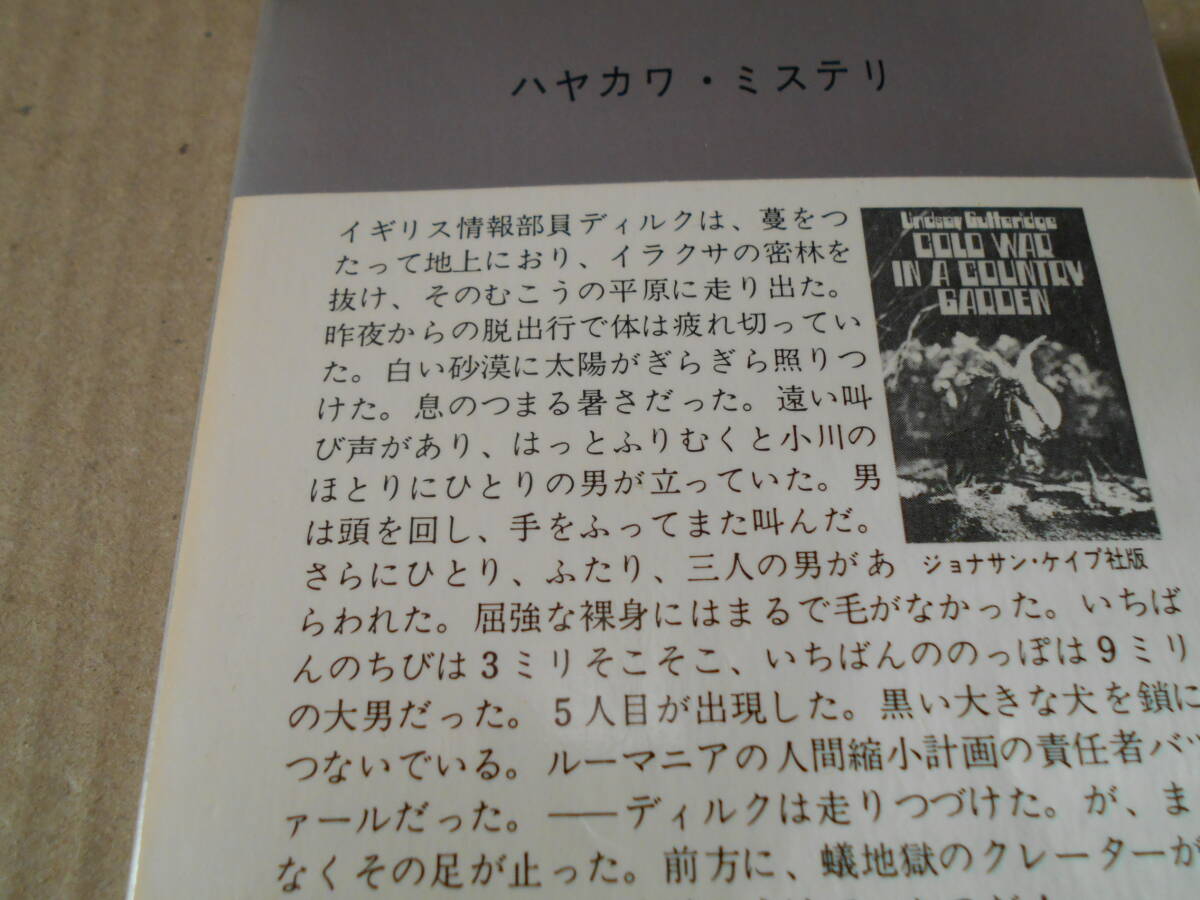 ハヤカワ・ミステリ
イギリス情報部員ディルクは、蔓をつ
たって地上におり、イラクサの密林を
抜け、そのむこうの平原に走り出た。
昨夜からの脱出行で体は疲れ切ってい
た。白い砂漠に太陽がぎらぎら照りつ
けた。息のつまる暑さだった。遠い叫
び声があり、はっとふりむくと小川の
ほとりにひとりの男が立っていた。男
は頭を回し、手をふってまた叫んだ。
さらにひとり、ふたり、三人の男があ
らわれた。屈強な裸身にはまるで毛がなかった。いちば
んのちびは3ミリそこそこ、いちばんののっぽは9ミリ
の大男だった。5人目が出現した。黒い大きな犬を鎖に
つないでいる。ルーマニアの人間縮小計画の責任者バツ
ァールだった。――ディルクは走りつづけた。が、ま
なくその足が止った。前方に、蟻地獄のクレーターが
Lindsay Gutteridge
COLD WAR
IN A COUNTRY
GARDEN
ジョナサン・ケイプ社版